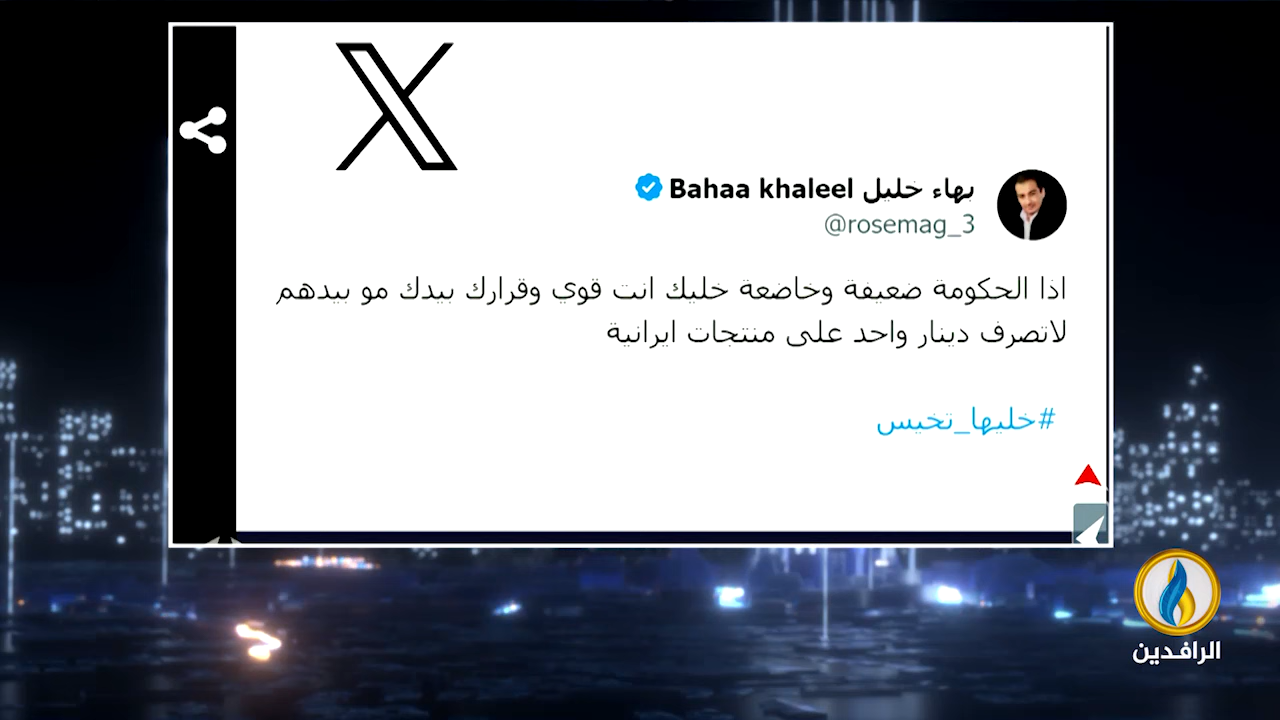 بهاء خليل Bahaa khaleel
@rosemag_3
اذا الحكومة ضعيفة وخاضعة خليك انت قوي وقرارك بيدك مو بيدهم
لاتصرف دينار واحد على منتجات ايرانية
#خليها_تخيس
الرافدين